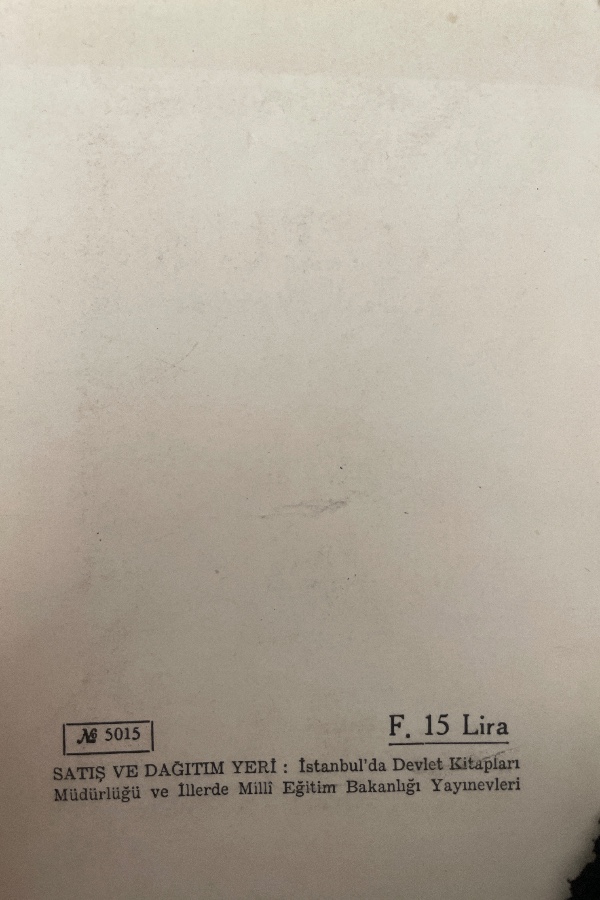 № 5015
F. 15 Lira
SATIŞ VE DAĞITIM YERİ : İstanbul'da Devlet Kitapları
Müdürlüğü ve İllerde Millî Eğitim Bakanlığı Yayınevleri